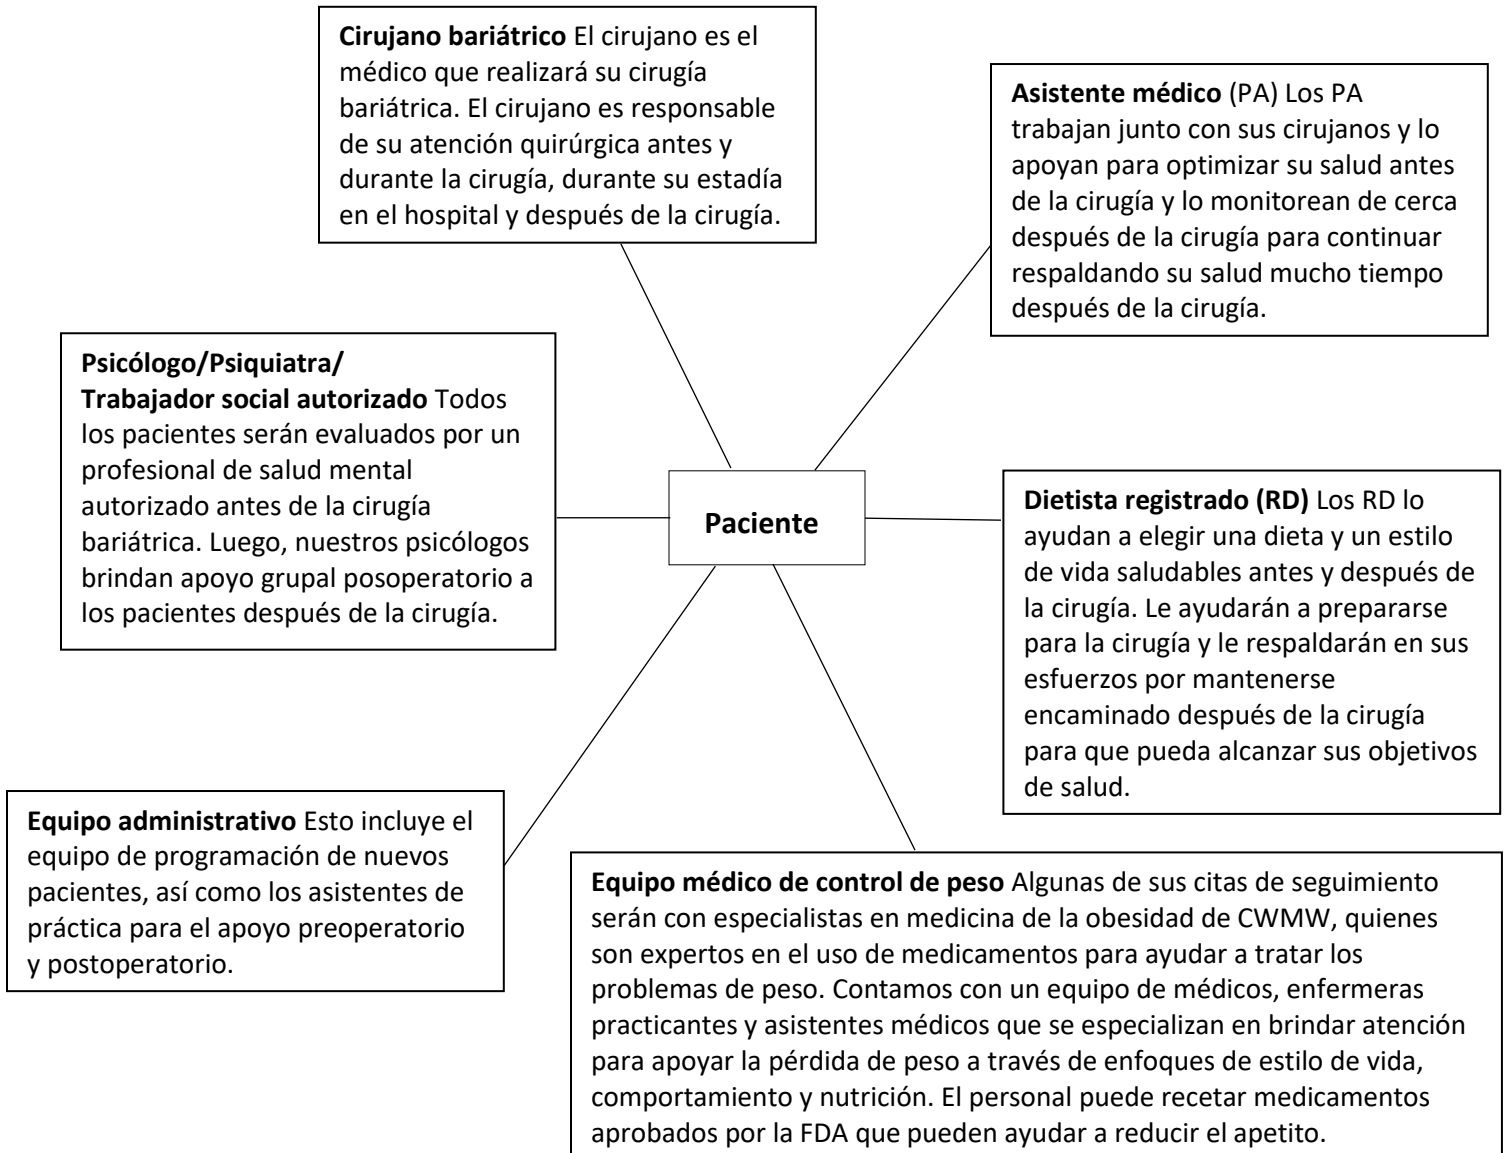 Cirujano bariátrico El cirujano es el
médico que realizará su cirugía
bariátrica. El cirujano es responsable
de su atención quirúrgica antes y
durante la cirugía, durante su estadía
en el hospital y después de la cirugía.
Asistente médico (PA) Los PA
trabajan junto con sus cirujanos y lo
apoyan para optimizar su salud antes
de la cirugía y lo monitorean de cerca
después de la cirugía para continuar
respaldando su salud mucho tiempo
después de la cirugía.
Psicólogo/Psiquiatra/
Trabajador social autorizado Todos
los pacientes serán evaluados por un
profesional de salud mental
autorizado antes de la cirugía
bariátrica. Luego, nuestros psicólogos
brindan apoyo grupal posoperatorio a
los pacientes después de la cirugía.
Paciente
Dietista registrado (RD) Los RD lo
ayudan a elegir una dieta y un estilo
de vida saludables antes y después de
la cirugía. Le ayudarán a prepararse
para la cirugía y le respaldarán en sus
esfuerzos por mantenerse
encaminado después de la cirugía
para que pueda alcanzar sus objetivos
de salud.
Equipo administrativo Esto incluye el
equipo de programación de nuevos
pacientes, así como los asistentes de
práctica para el apoyo preoperatorio
y postoperatorio.
Equipo médico de control de peso Algunas de sus citas de seguimiento
serán con especialistas en medicina de la obesidad de CWMW, quienes
son expertos en el uso de medicamentos para ayudar a tratar los
problemas de peso. Contamos con un equipo de médicos, enfermeras
practicantes y asistentes médicos que se especializan en brindar atención
para apoyar la pérdida de peso a través de enfoques de estilo de vida,
comportamiento y nutrición. El personal puede recetar medicamentos
aprobados por la FDA que pueden ayudar a reducir el apetito.